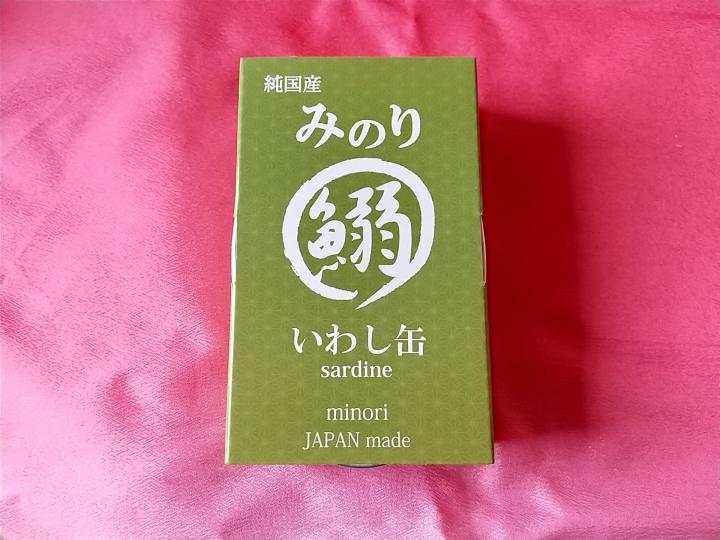 純国産
みのり
鰯
いわし缶
sardine
minori
JAPAN made